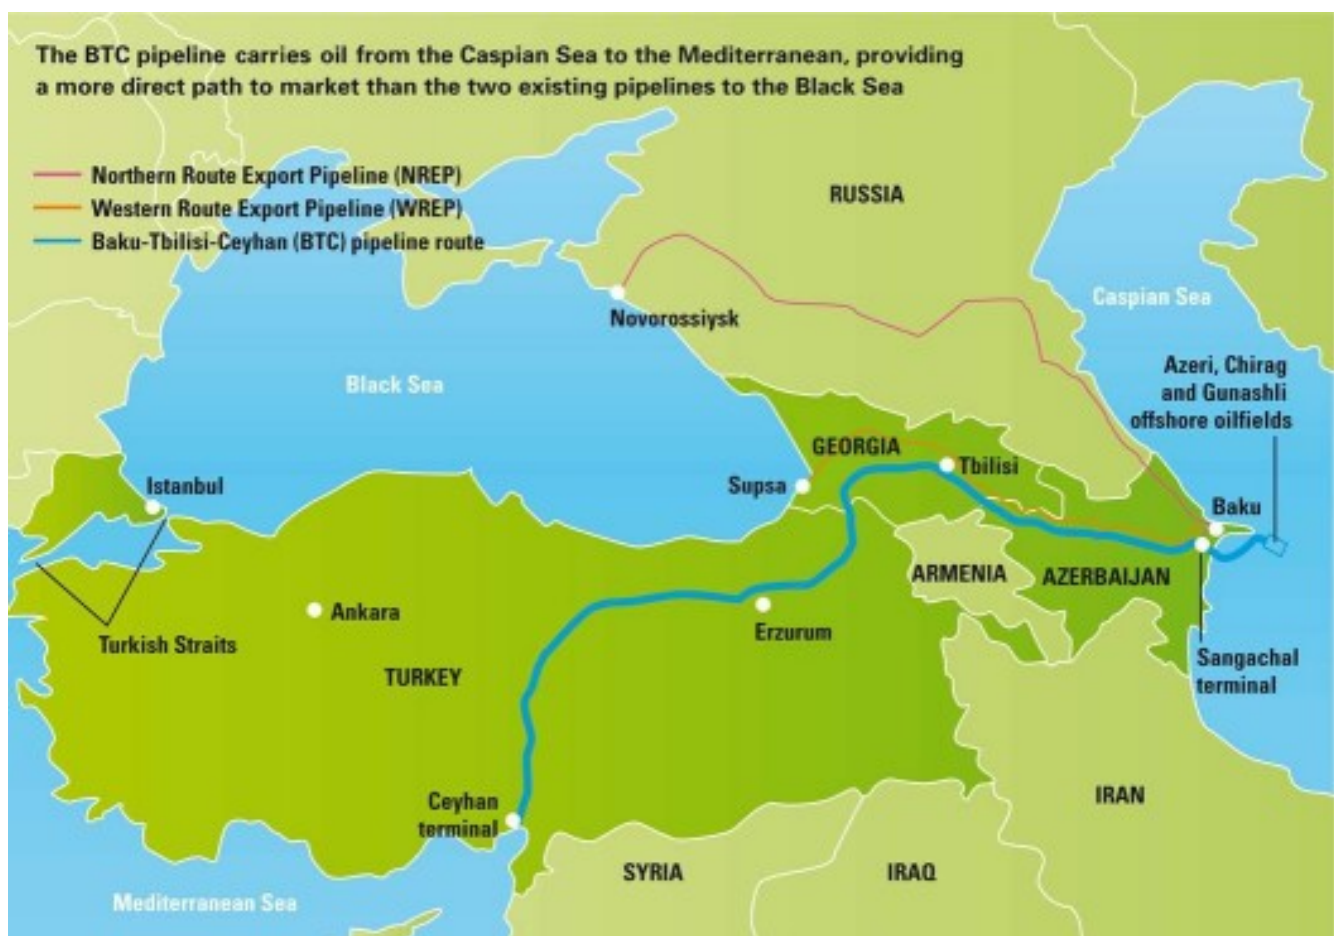 The BTC pipeline carries oil from the Caspian Sea to the Mediterranean, providing
a more direct path to market than the two existing pipelines to the Black Sea
Northern Route Export Pipeline (NREP)
Western Route Export Pipeline (WREP)
Baku-Tbilisi-Ceyhan (BTC) pipeline route
RUSSIA
Caspian Sea
Novorossiysk
Azeri, Chirag
and Gunashli
offshore oilfields
Black Sea
GEORGIA
Tbilisi
Supsa
Istanbul
Baku
ARMENIA
AZERBAIJAN
Ankara
Erzurum
Turkish Straits
Sangachal
terminal
TURKEY
IRAN
Ceyhan
terminal
SYRIA
IRAQ
Mediterranean Sea